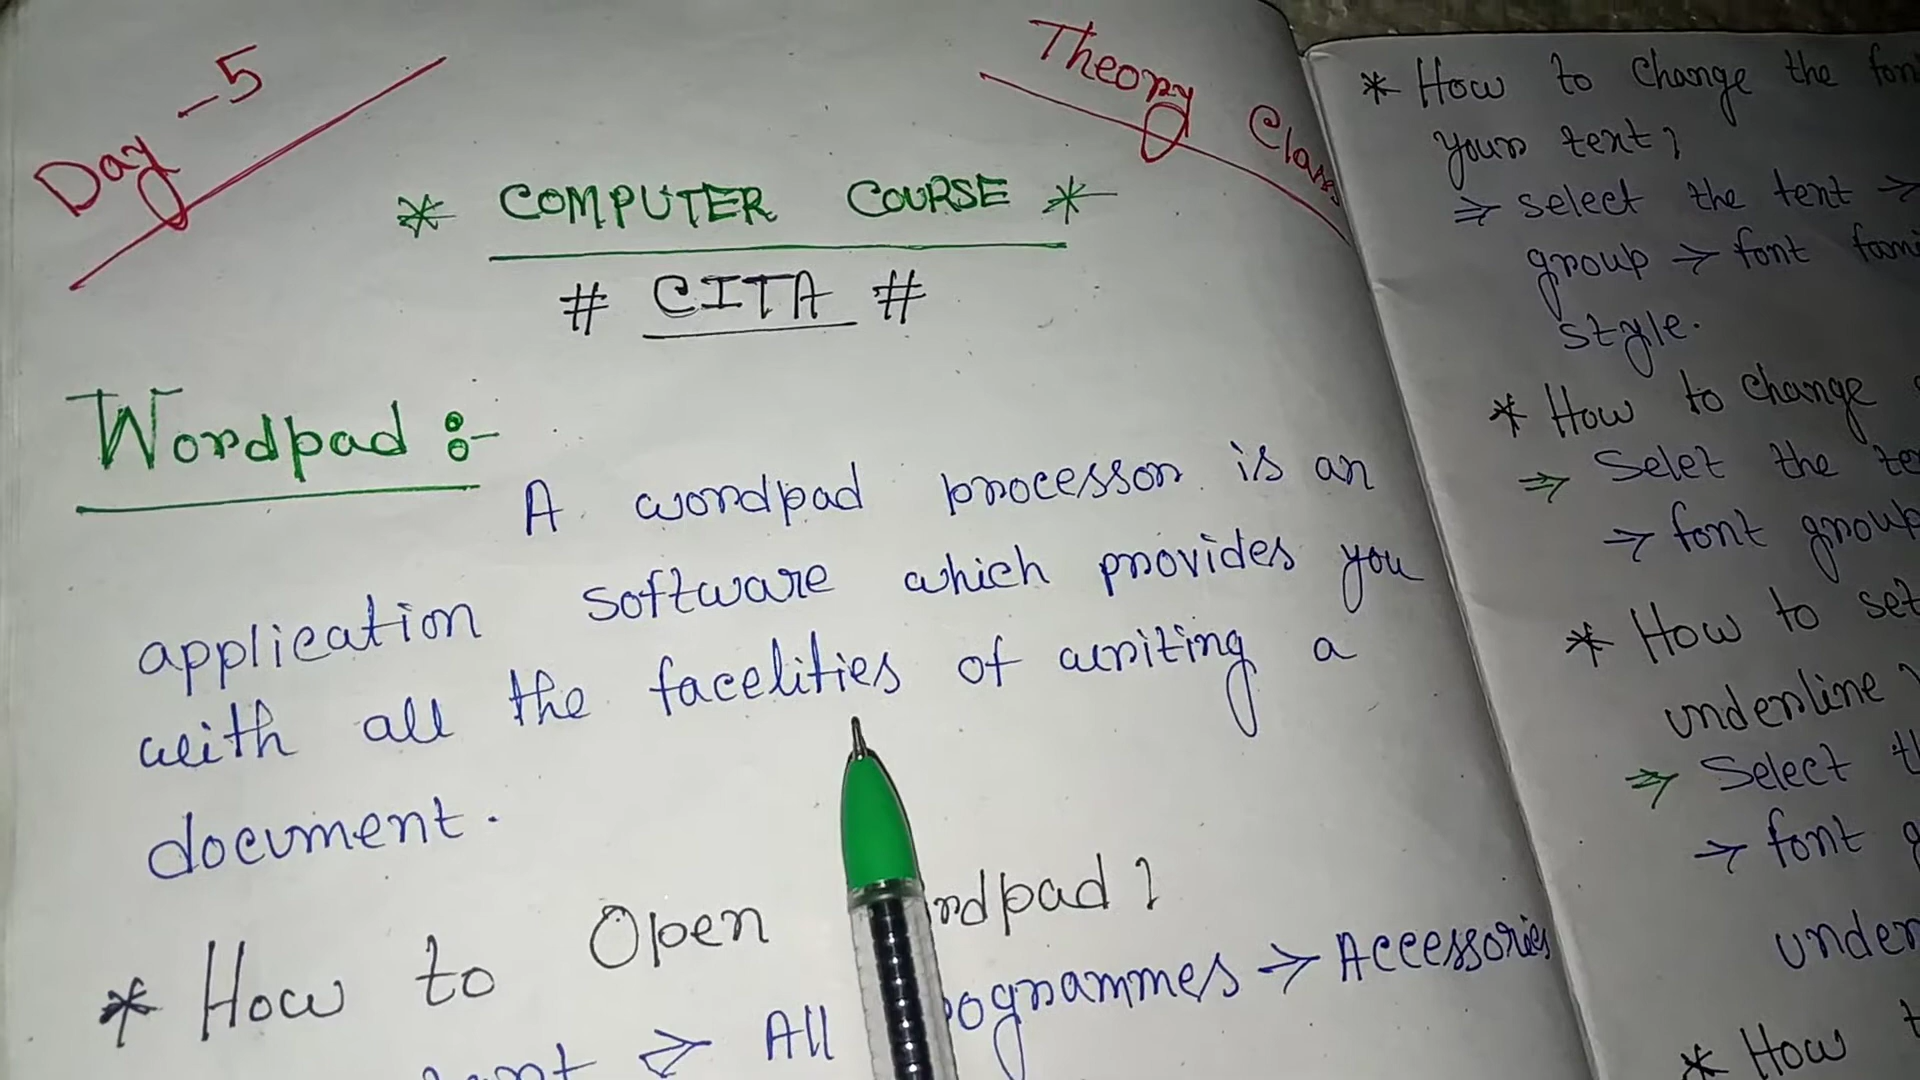 Day -5
Theory Class
* COMPUTER COURSE *
# CITA #
Wordpad :-
A wordpad processor is an
application software which provides you
with all the facelities of writing a
document.
* How to Open rdpad?
⇒ All ogrammes → Accessories
* How to change the
your text?
⇒ select the text →
group → font
style.
* How to change
⇒ Selet the
→ font group
* How to set
underline
⇒ Select
→ font
under
* How